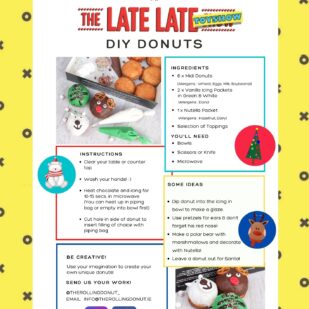 THE LATE LATE
TOYSHOW
DIY DONUTS
INGREDIENTS
6 x Midi Donuts
(Allergens : Wheat, Eggs, Milk, Soybeans)
2 x Vanilla Icing Packets
in Green & White
(Allergens: Dairy)
1 x Nutella Packet
(Allergens : Hazelnut, Dairy)
Selection of Toppings
YOU'LL NEED
Bowls
Scissors or Knife
Microwave
INSTRUCTIONS
Clear your table or counter
top
Wash your hands! :)
Heat chocolate and icing for
10-15 secs in microwave
(You can heat up in piping
bag or empty into bowl first)
Cut hole in side of donut to
insert filling of choice with
piping bag
SOME IDEAS
Dip donut into the icing in
bowl to make a glaze.
Use pretzels for ears & don't
forget his red nose!
Make a polar bear with
marshmallows and decorate
with Nutella!
Leave a donut out for Santa!
BE CREATIVE!
Use your imagination to create your
own unique donuts!
SEND US YOUR WORK!
@THEROLLINGDONUT_
EMAIL INFO@THEROLLINGDONUT.IE